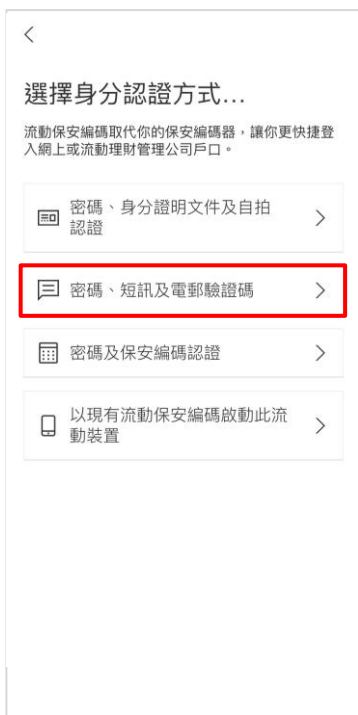 選擇身分認證方式...
流動保安編碼取代你的保安編碼器，讓你更快捷登
入網上或流動理財管理公司戶口。
密碼、身分證明文件及自拍
認證
密碼、短訊及電郵驗證碼
密碼及保安編碼認證
以現有流動保安編碼啟動此流
動裝置